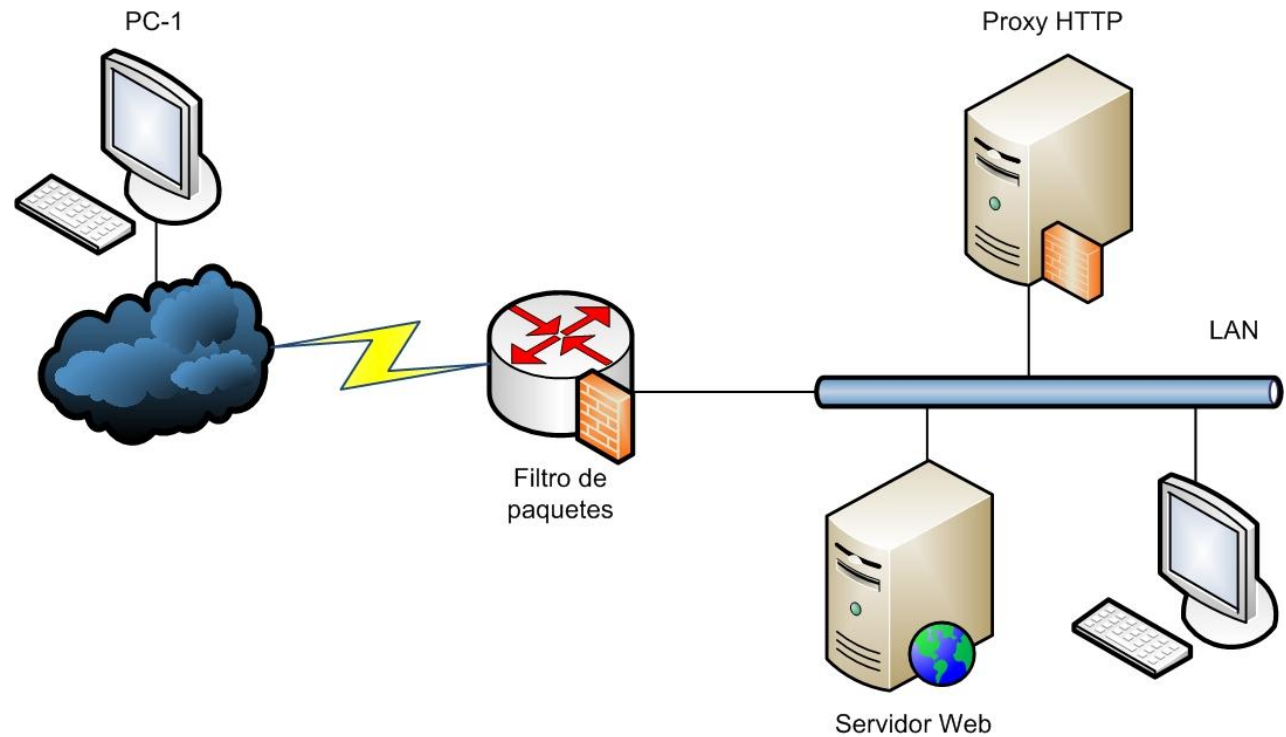 PC-1
Proxy HTTP
LAN
Filtro de
paquetes
Servidor Web